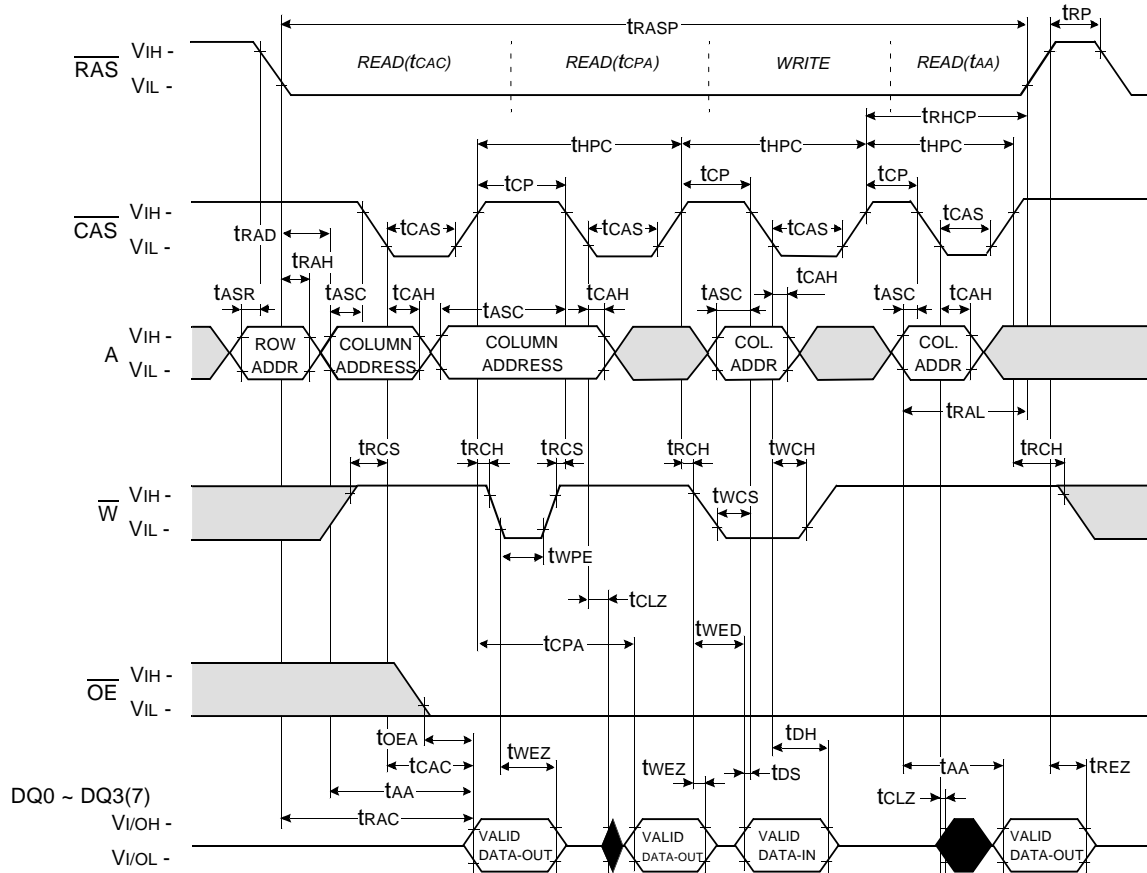 tRASP
tRP
RAS
VIH -
VIL -
READ(tCAC)
READ(tCPA)
WRITE
READ(tAA)
tRHCP
tHPC
tHPC
tHPC
tCP
tCP
tCP
CAS
VIH -
VIL -
tCAS
tCAS
tCAS
tCAS
tRAD
tRAH
tASR
tASC
tCAH
tASC
tCAH
tASC
tCAH
tASC
tCAH
A
VIH -
VIL -
ROW
ADDR
COLUMN
ADDRESS
COLUMN
ADDRESS
COL.
ADDR
COL.
ADDR
tRAL
tRCS
tRCH
tRCS
tRCH
tWCH
tRCH
W
VIH -
VIL -
tWCS
tWPE
tCLZ
tCPA
tWED
OE
VIH -
VIL -
tOEA
tCAC
tAA
tRAC
tWEZ
tWEZ
tDH
tDS
tCLZ
tAA
tREZ
DQ0 ~ DQ3(7)
VI/OH -
VI/OL -
VALID
DATA-OUT
VALID
DATA-OUT
VALID
DATA-IN
VALID
DATA-OUT